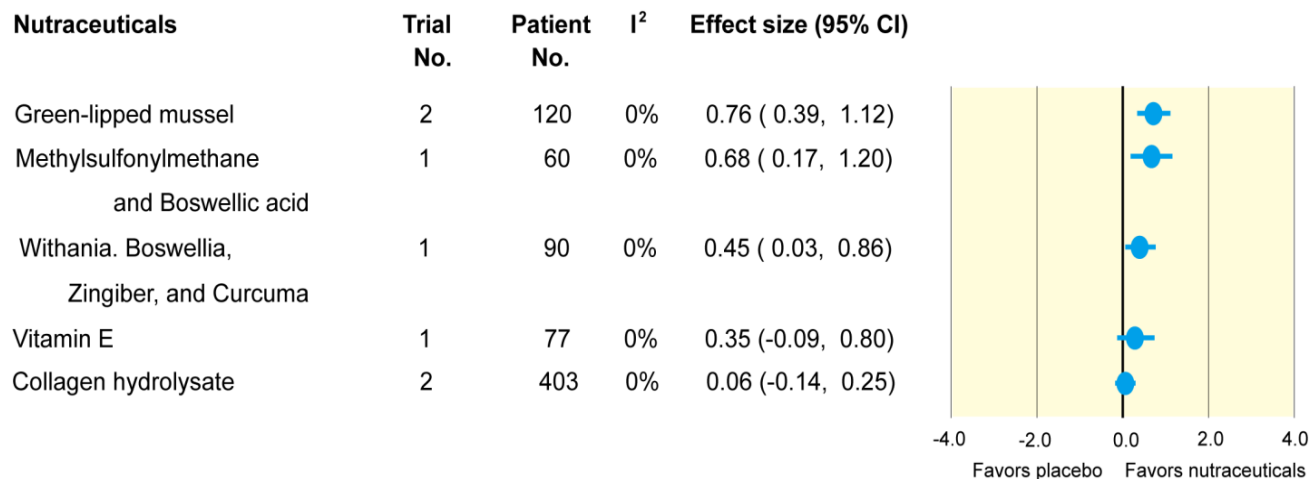 Nutraceuticals Trial No. Patient No. I² Effect size (95% CI)
Green-lipped mussel 2 120 0% 0.76 ( 0.39, 1.12)
Methylsulfonylmethane 1 60 0% 0.68 ( 0.17, 1.20)
and Boswellic acid
Withania. Boswellia, 1 90 0% 0.45 ( 0.03, 0.86)
Zingiber, and Curcuma
Vitamin E 1 77 0% 0.35 (-0.09, 0.80)
Collagen hydrolysate 2 403 0% 0.06 (-0.14, 0.25)
-4.0 -2.0 0.0 2.0 4.0
Favors placebo Favors nutraceuticals